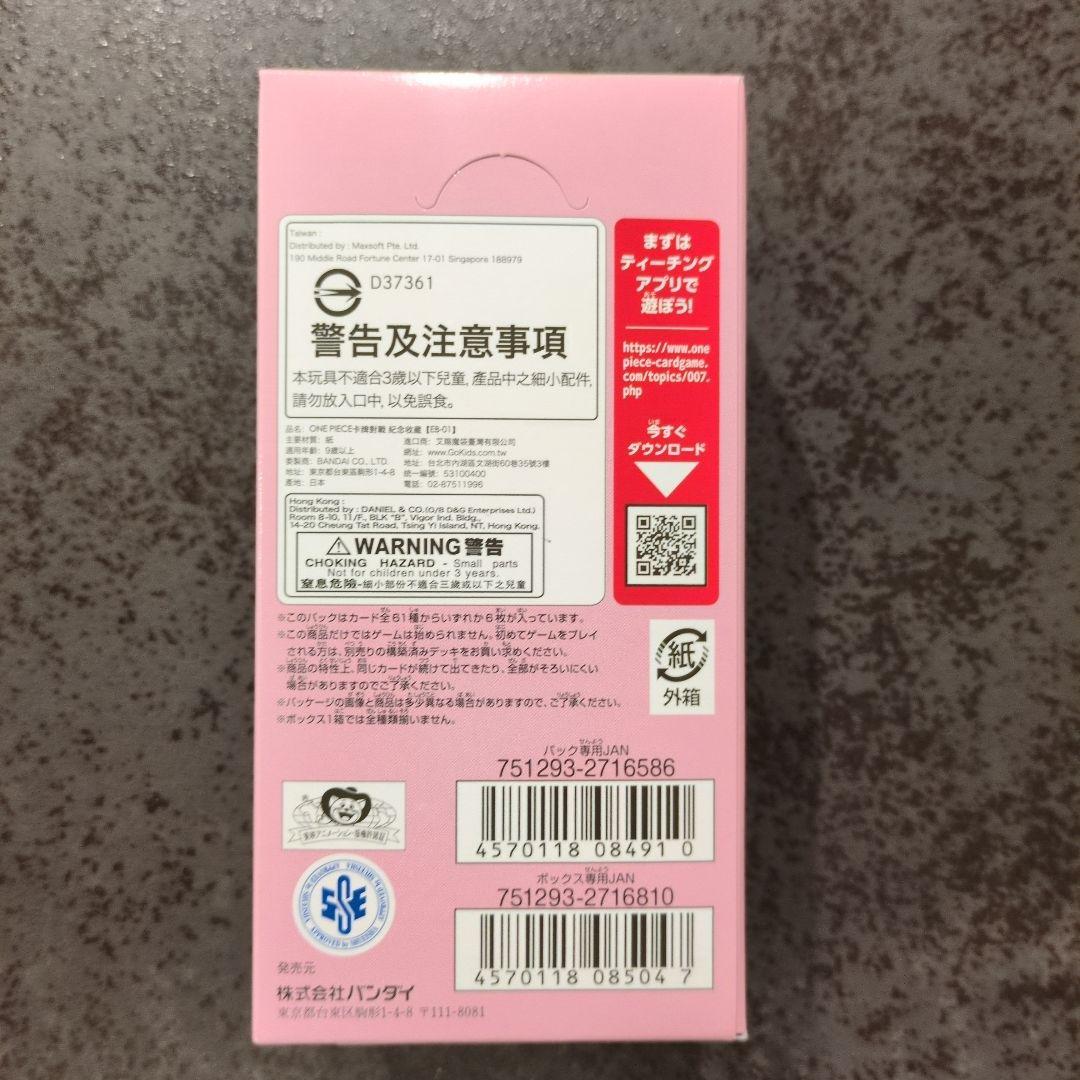 Taiwan :
Distributed by : Maxsoft Pte. Ltd.
190 Middle Road Fortune Center 17-01 Singapore 188979
D37361
警告及注意事項
本玩具不適合3歲以下兒童, 產品中之細小配件,
請勿放入口中, 以免誤食。
品名: ONE PIECE卡牌對戰 紀念收藏【EB-01】
主要材質: 紙
適用年齡: 9歲以上
委製商: BANDAI CO., LTD.
地址: 東京都台東區駒形1-4-8
產地: 日本
進口商: 艾賜魔袋臺灣有限公司
網址: www.GoKids.com.tw
地址: 台北市內湖區文湖街60巷35號3樓
統一編號: 53100400
電話: 02-87511996
Hong Kong :
Distributed by : DANIEL & CO.(O/B D&G Enterprises Ltd.)
Room 8-10, 11/F., BLK "B", Vigor Ind. Bldg.,
14-20 Cheung Tat Road, Tsing Yi Island, NT, Hong Kong.
WARNING 警告
CHOKING HAZARD - Small parts
Not for children under 3 years.
窒息危險-細小部份不適合三歲或以下之兒童
まずは
ティーチング
アプリで
遊ぼう!
https://www.one
piece-cardgame.
com/topics/007.
php
今すぐ
ダウンロード
※このパックはカード全61種からいずれか6枚が入っています。
※この商品だけではゲームは始められません。初めてゲームをプレイ
される方は、別売りの構築済みデッキをお買い求めください。
※商品の特性上、同じカードが続けて出てきたり、全部がそろいにくい
場合がありますのでご了承ください。
※パッケージの画像と商品は多少異なる場合がありますので、ご了承ください。
※ボックス1箱では全種類揃いません。
紙
外箱
パック専用JAN
751293-2716586
4570118 08491 0
ボックス専用JAN
751293-2716810
4570118 08504 7
発売元
株式会社バンダイ
東京都台東区駒形1-4-8 〒111-8081